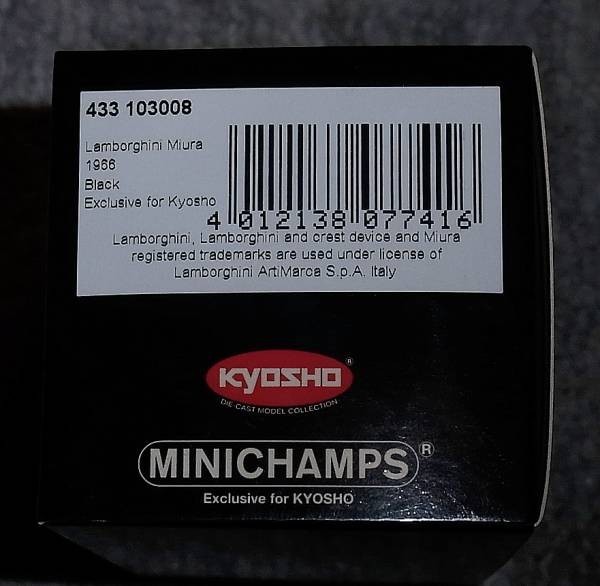 433 103008
Lamborghini Miura
1966
Black
Exclusive for Kyosho
4 012138 077416
Lamborghini, Lamborghini and crest device and Miura
registered trademarks are used under license of
Lamborghini ArtiMarca S.p.A. Italy
KYOSHO ®
DIE CAST MODEL COLLECTION
MINICHAMPS ®
Exclusive for KYOSHO